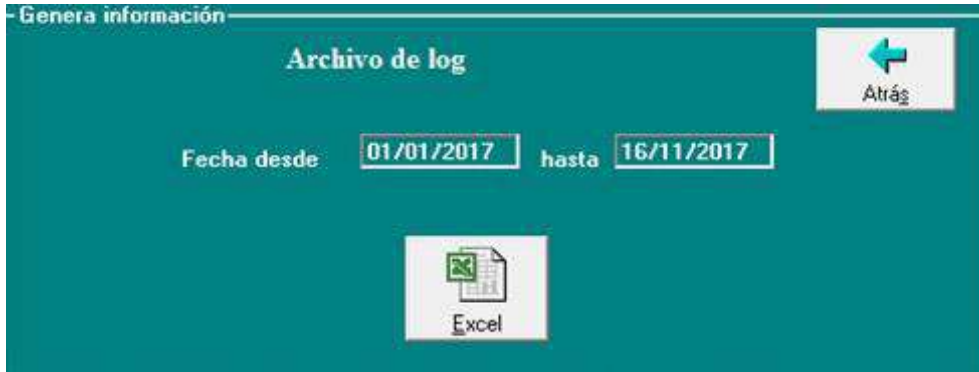 Genera información
Archivo de log
Atrás
Fecha desde 01/01/2017 hasta 16/11/2017
Excel